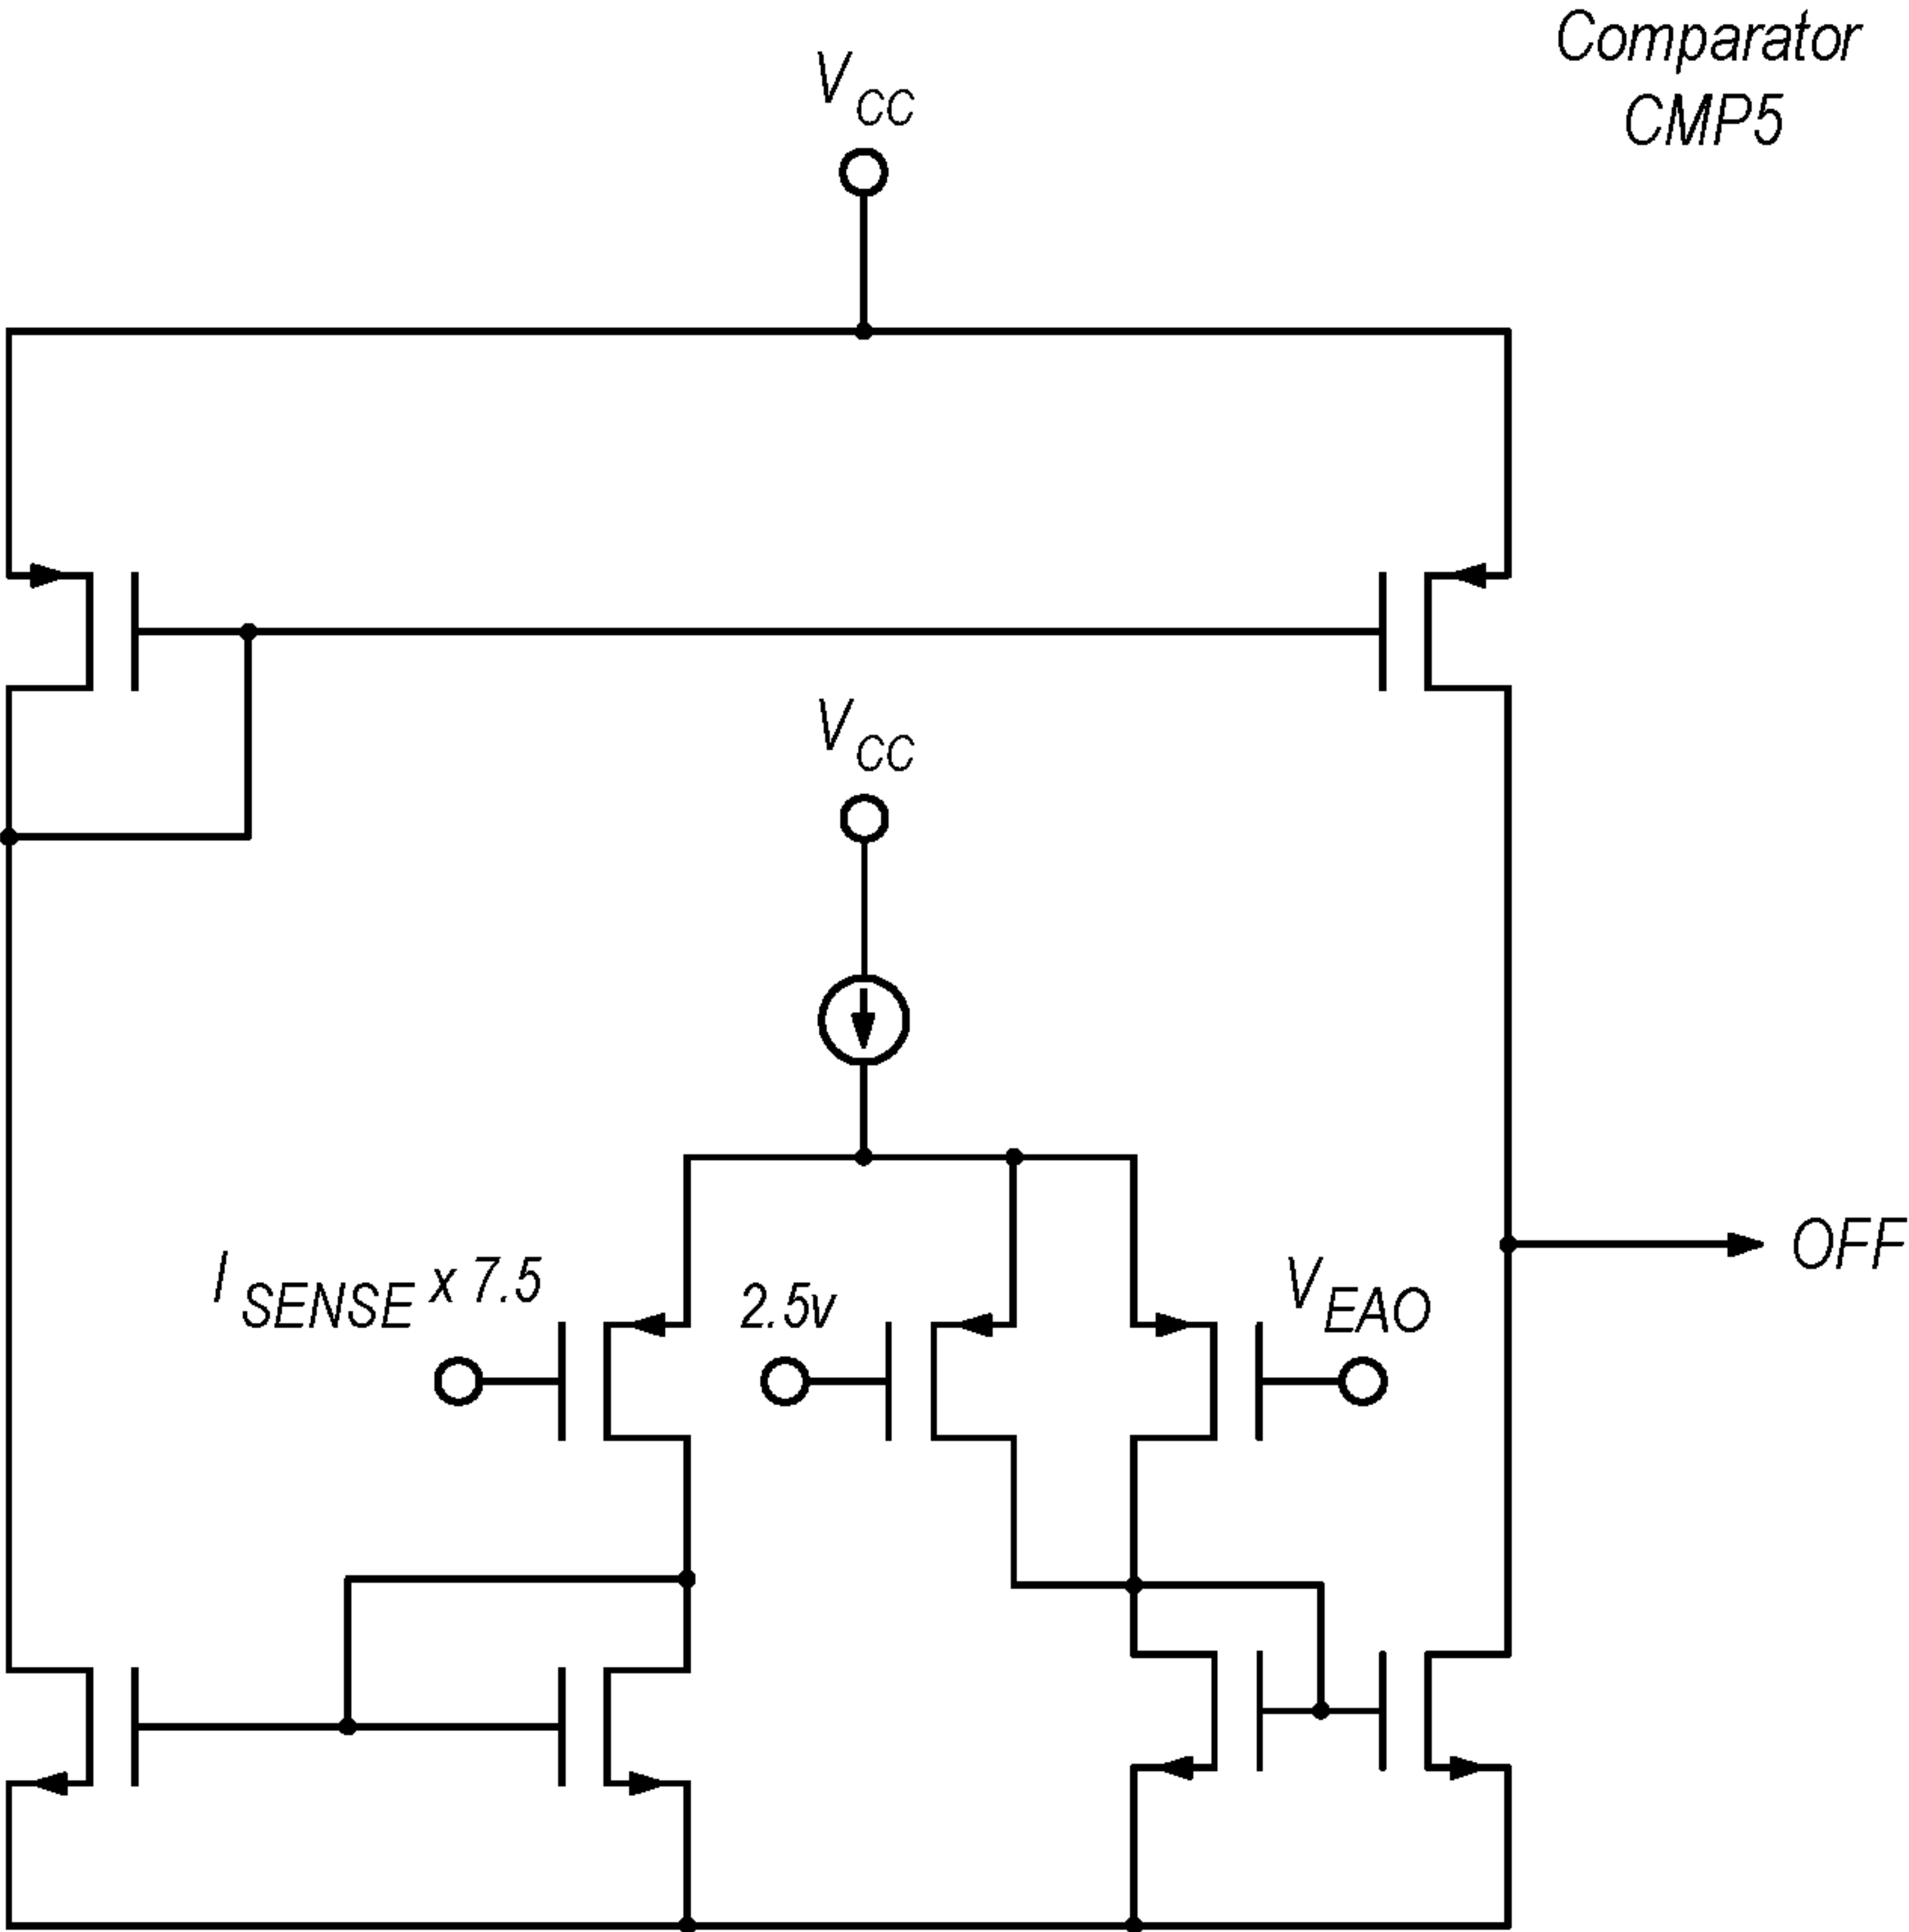 Comparator
CMP5
VCC
VCC
OFF
ISENSE x 7.5
2.5v
VEAO